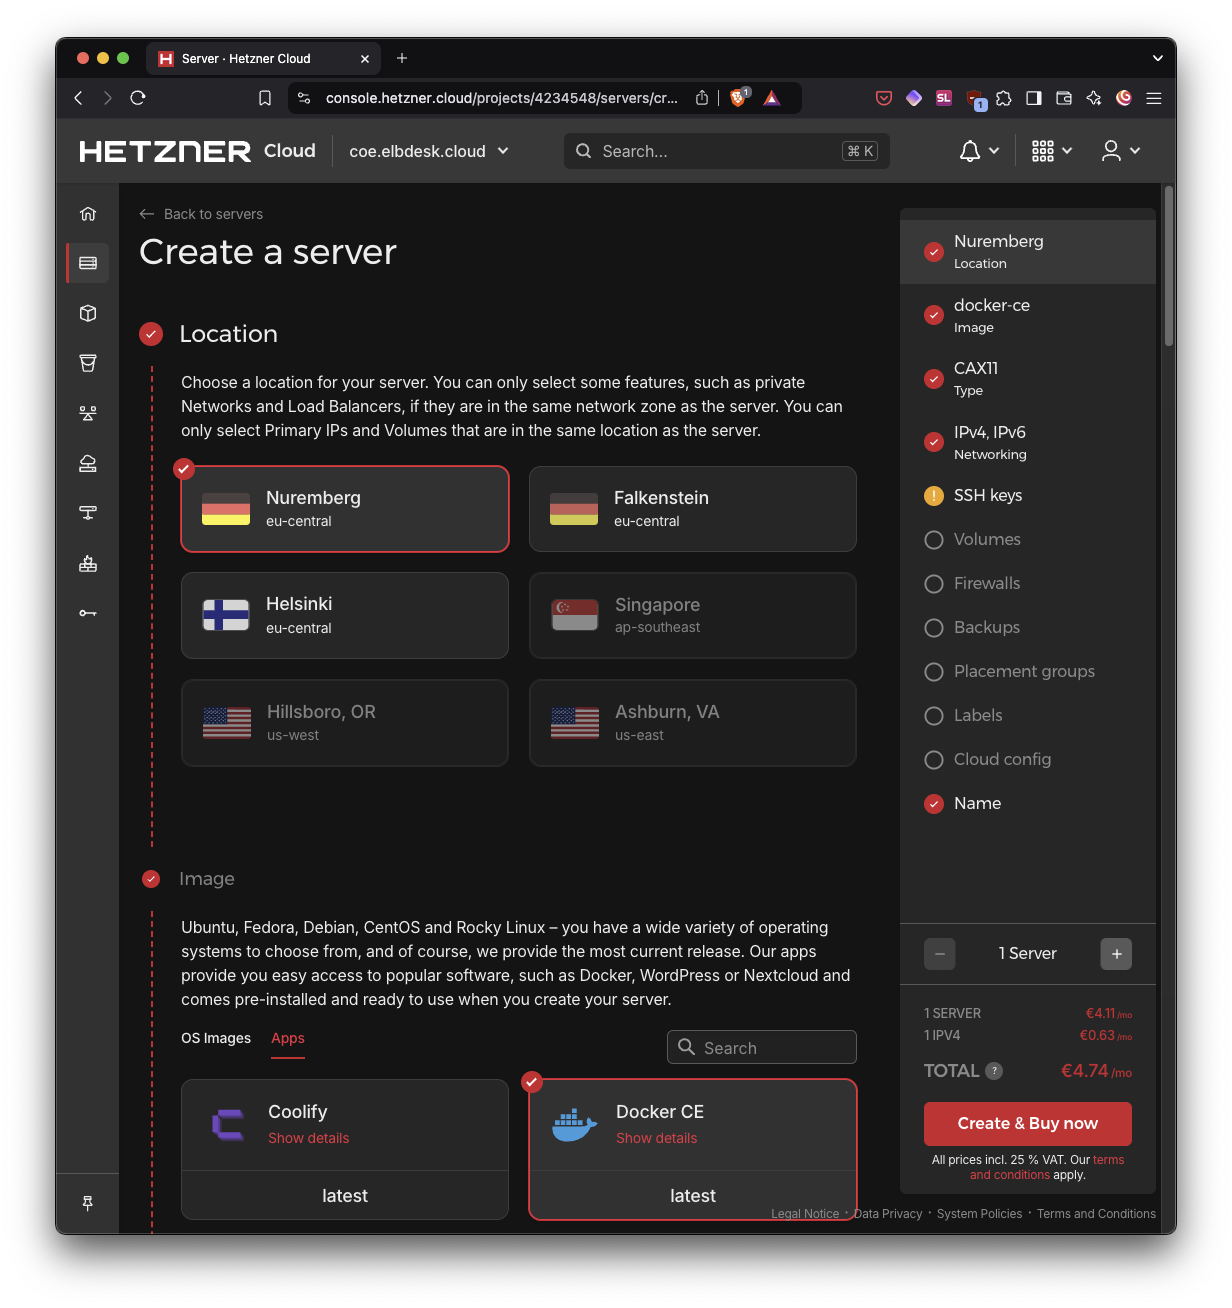 Server · Hetzner Cloud
console.hetzner.cloud/projects/4234548/servers/cr...
1
SL
1
HETZNER Cloud
coe.elbdesk.cloud
Search...
⌘ K
Back to servers
Create a server
Location
Choose a location for your server. You can only select some features, such as private
Networks and Load Balancers, if they are in the same network zone as the server. You can
only select Primary IPs and Volumes that are in the same location as the server.
Nuremberg
eu-central
Falkenstein
eu-central
Helsinki
eu-central
Singapore
ap-southeast
Hillsboro, OR
us-west
Ashburn, VA
us-east
Image
Ubuntu, Fedora, Debian, CentOS and Rocky Linux – you have a wide variety of operating
systems to choose from, and of course, we provide the most current release. Our apps
provide you easy access to popular software, such as Docker, WordPress or Nextcloud and
comes pre-installed and ready to use when you create your server.
OS Images
Apps
Search
Coolify
Show details
latest
Docker CE
Show details
latest
Nuremberg
Location
docker-ce
Image
CAX11
Type
IPv4, IPv6
Networking
SSH keys
Volumes
Firewalls
Backups
Placement groups
Labels
Cloud config
Name
1 Server
1 SERVER €4.11 /mo
1 IPV4 €0.63 /mo
TOTAL ? €4.74 /mo
Create & Buy now
All prices incl. 25 % VAT. Our terms
and conditions apply.
Legal Notice · Data Privacy · System Policies · Terms and Conditions